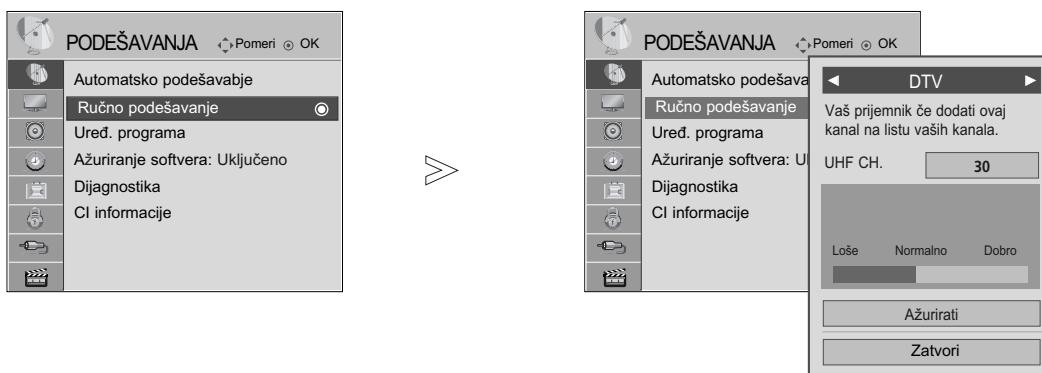 PODEŠAVANJA Pomeri OK
Automatsko podešavabje
Ručno podešavanje
Uređ. programa
Ažuriranje softvera: Uključeno
Dijagnostika
CI informacije
PODEŠAVANJA Pomeri OK
Automatsko podešava
Ručno podešavanje
Uređ. programa
Ažuriranje softvera: Ul
Dijagnostika
CI informacije
◄ DTV ►
Vaš prijemnik če dodati ovaj
kanal na listu vaših kanala.
UHF CH. 30
Loše Normalno Dobro
Ažurirati
Zatvori